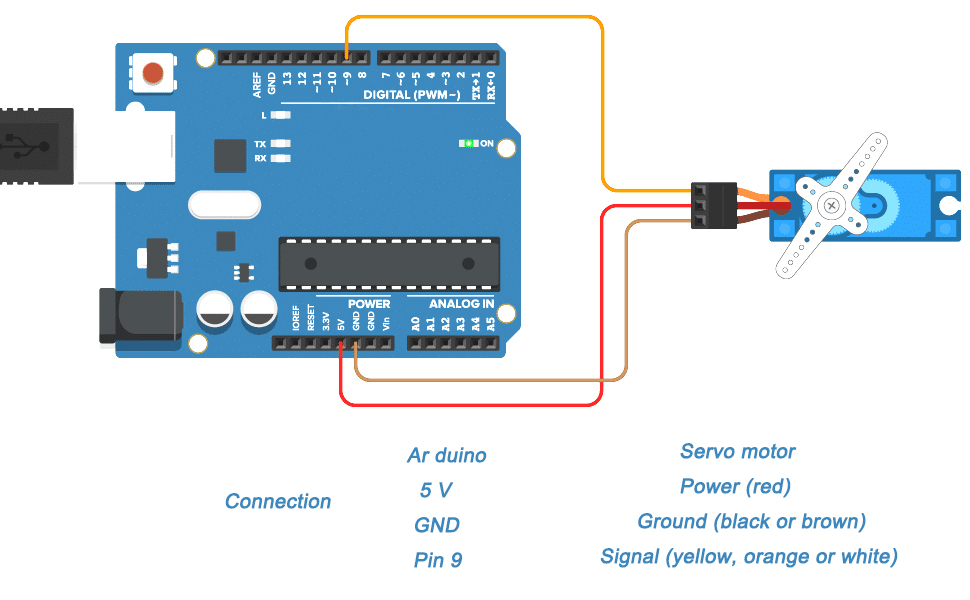 AREF
GND
13
12
~11
~10
~9
8
7
~6
~5
4
~3
2
TX→1
RX←0
DIGITAL (PWM~)
L
TX
RX
ON
POWER
ANALOG IN
IOREF
RESET
3.3V
5V
GND
GND
Vin
A0
A1
A2
A3
A4
A5
Connection
Ar duino
5 V
GND
Pin 9
Servo motor
Power (red)
Ground (black or brown)
Signal (yellow, orange or white)